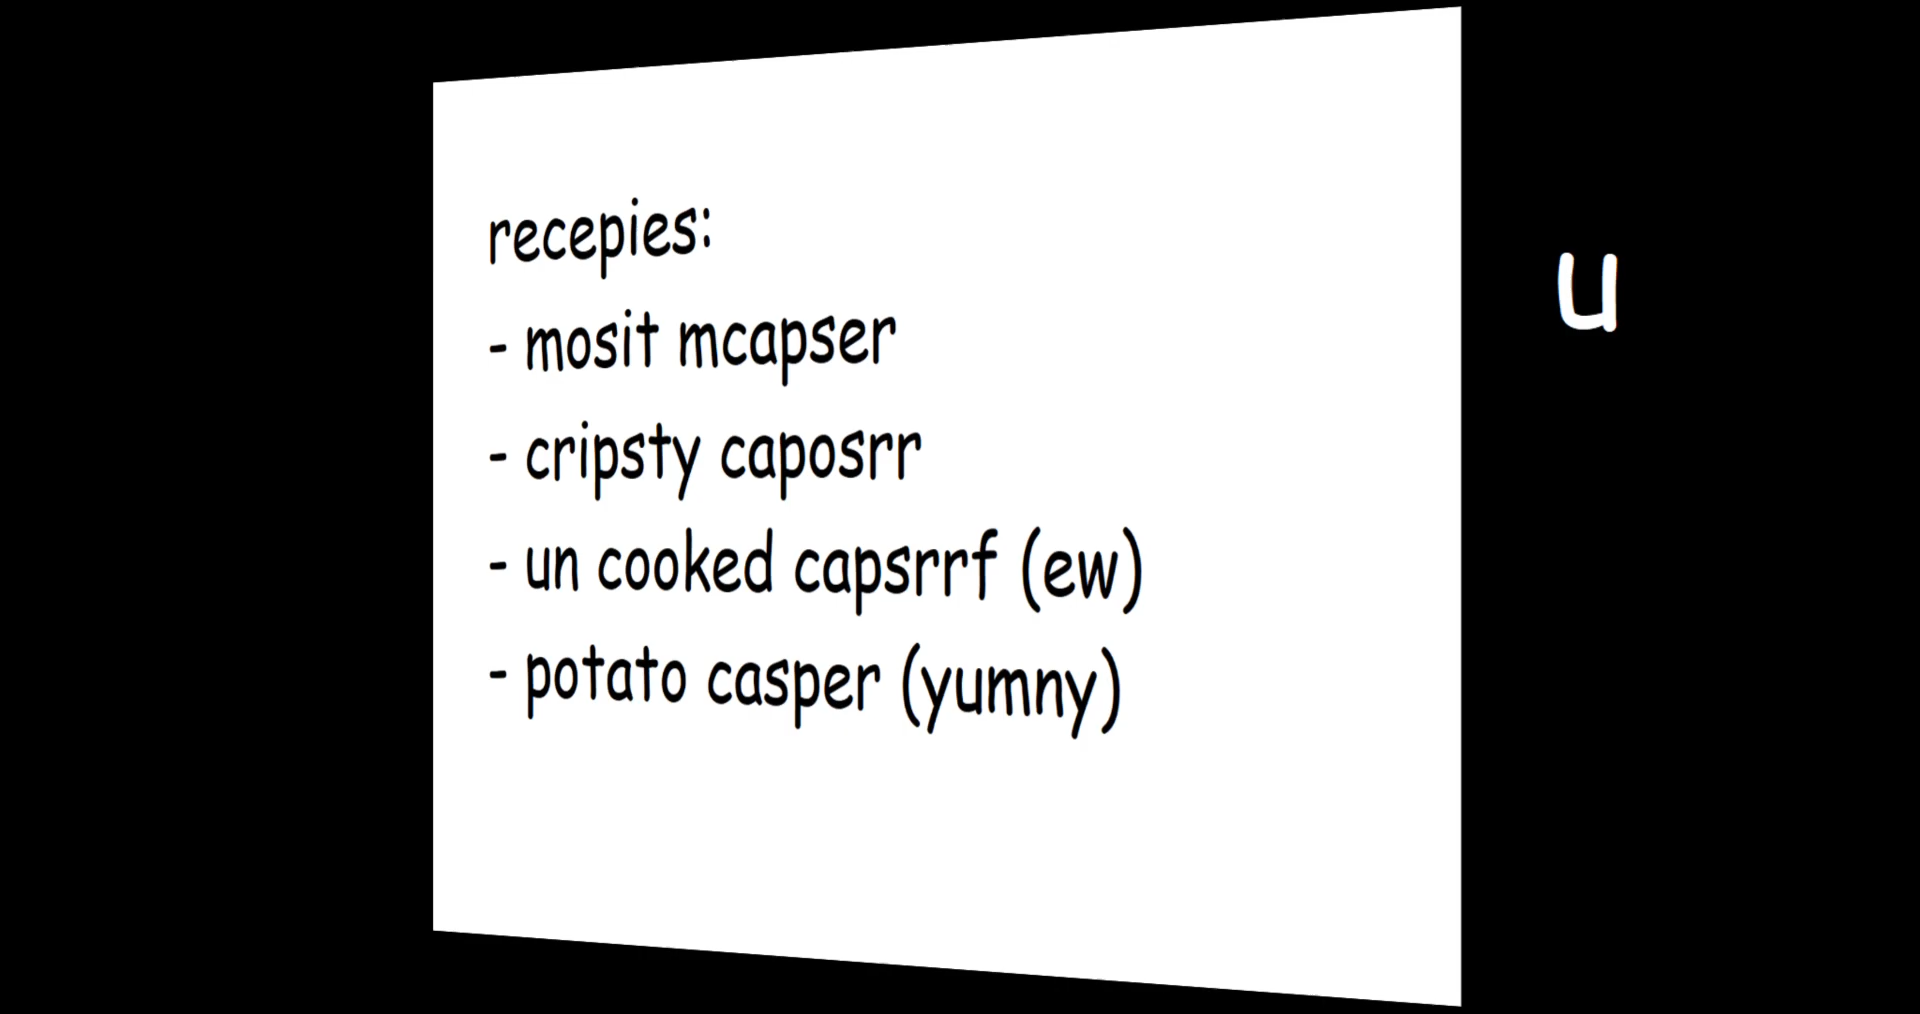 recepies:
- mosit mcapser
- cripsty caposrr
- un cooked capsrrf (ew)
- potato casper (yumny)
u